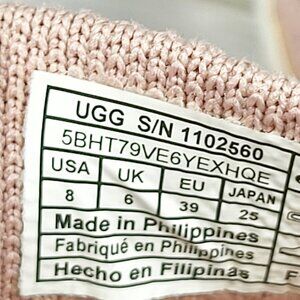 UGG S/N 1102560
5BHT79VE6YEXHQE
USA UK EU JAPAN
8 6 39 25
Made in Philippines
Fabriqué en Philippines
Hecho en Filipinas